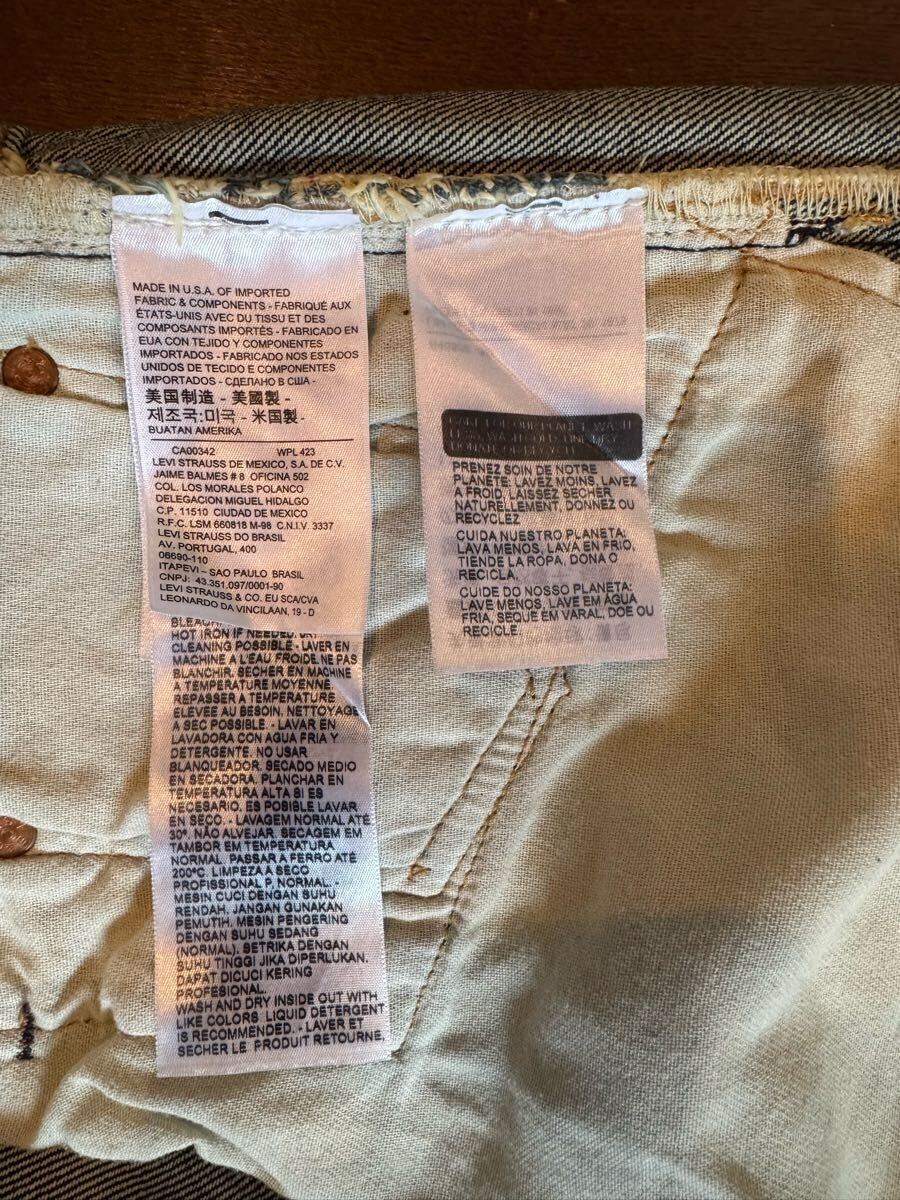 MADE IN U.S.A. OF IMPORTED
FABRIC & COMPONENTS - FABRIQUÉ AUX
ÉTATS-UNIS AVEC DU TISSU ET DES
COMPOSANTS IMPORTÉS - FABRICADO EN
EUA CON TEJIDO Y COMPONENTES
IMPORTADOS - FABRICADO NOS ESTADOS
UNIDOS DE TECIDO E COMPONENTES
IMPORTADOS - СДЕЛАНО В США -
美国制造 - 美國製 -
제조국:미국 - 米国製 -
BUATAN AMERIKA
CA00342 WPL 423
LEVI STRAUSS DE MEXICO, S.A. DE C.V.
JAIME BALMES # 8 OFICINA 502
COL. LOS MORALES POLANCO
DELEGACION MIGUEL HIDALGO
C.P. 11510 CIUDAD DE MEXICO
R.F.C. LSM 660818 M-98 C.N.I.V. 3337
LEVI STRAUSS DO BRASIL
AV. PORTUGAL, 400
06690-110
ITAPEVI – SAO PAULO BRASIL
CNPJ: 43.351.097/0001-90
LEVI STRAUSS & CO. EU SCA/CVA
LEONARDO DA VINCILAAN, 19 - D
HOT IRON IF NEEDED. DRY
CLEANING POSSIBLE - LAVER EN
MACHINE A L'EAU FROIDE. NE PAS
BLANCHIR. SECHER EN MACHINE
A TEMPERATURE MOYENNE.
REPASSER A TEMPERATURE
ELEVEE AU BESOIN. NETTOYAGE
A SEC POSSIBLE. - LAVAR EN
LAVADORA CON AGUA FRIA Y
DETERGENTE. NO USAR
BLANQUEADOR. SECADO MEDIO
EN SECADORA. PLANCHAR EN
TEMPERATURA ALTA SI ES
NECESARIO. ES POSIBLE LAVAR
EN SECO. - LAVAGEM NORMAL ATÉ
30°. NÃO ALVEJAR. SECAGEM EM
TAMBOR EM TEMPERATURA
NORMAL. PASSAR A FERRO ATÉ
200°C. LIMPEZA A SECO
PROFISSIONAL P, NORMAL. -
MESIN CUCI DENGAN SUHU
RENDAH. JANGAN GUNAKAN
PEMUTIH. MESIN PENGERING
DENGAN SUHU SEDANG
(NORMAL). SETRIKA DENGAN
SUHU TINGGI JIKA DIPERLUKAN.
DAPAT DICUCI KERING
PROFESIONAL.
WASH AND DRY INSIDE OUT WITH
LIKE COLORS. LIQUID DETERGENT
IS RECOMMENDED. - LAVER ET
SECHER LE PRODUIT RETOURNE,
PRENEZ SOIN DE NOTRE
PLANÈTE: LAVEZ MOINS, LAVEZ
A FROID, LAISSEZ SÉCHER
NATURELLEMENT, DONNEZ OU
RECYCLEZ
CUIDA NUESTRO PLANETA:
LAVA MENOS, LAVA EN FRÍO,
TIENDE LA ROPA, DONA O
RECICLA.
CUIDE DO NOSSO PLANETA:
LAVE MENOS, LAVE EM ÁGUA
FRIA, SEQUE EM VARAL, DOE OU
RECICLE.